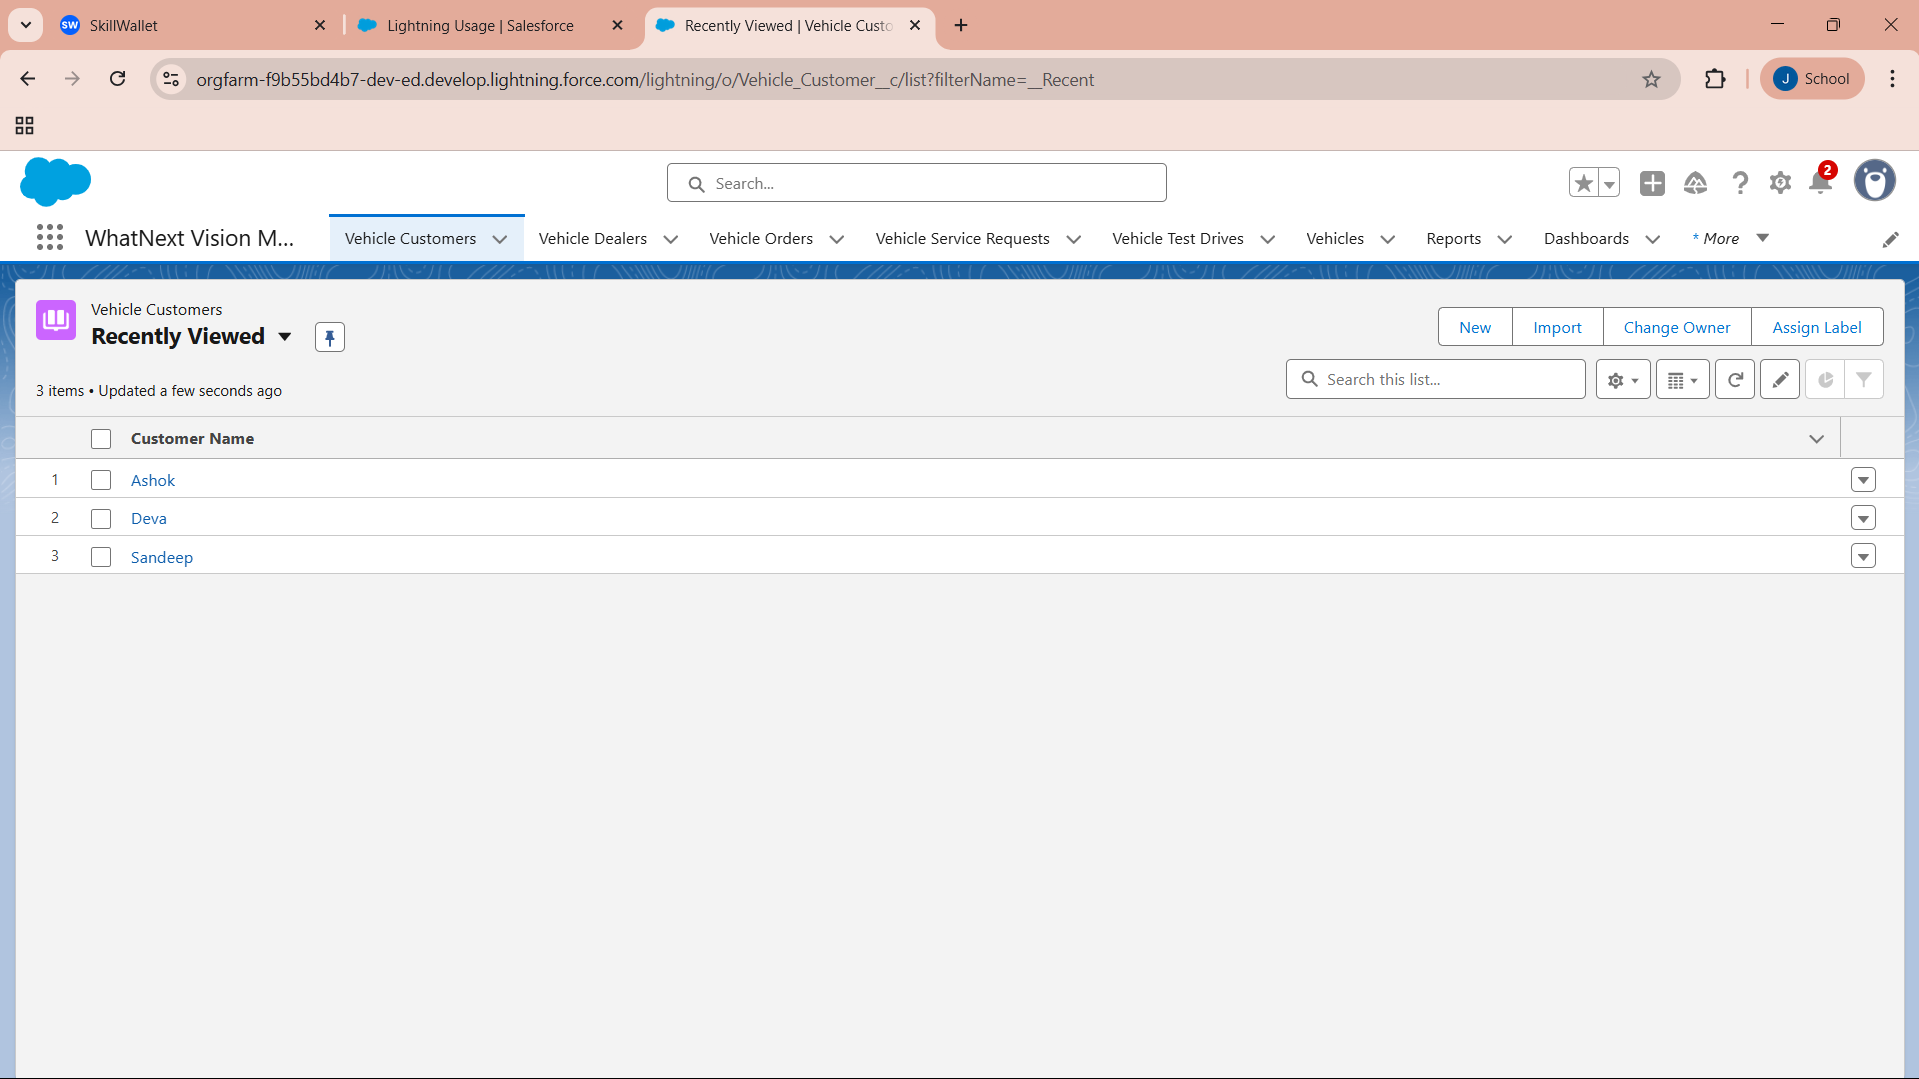 SW SkillWallet
Lightning Usage | Salesforce
Recently Viewed | Vehicle Custo
orgfarm-f9b55bd4b7-dev-ed.develop.lightning.force.com/lightning/o/Vehicle_Customer__c/list?filterName=__Recent
J School
Search...
2
WhatNext Vision M...
Vehicle Customers
Vehicle Dealers
Vehicle Orders
Vehicle Service Requests
Vehicle Test Drives
Vehicles
Reports
Dashboards
* More
Vehicle Customers
Recently Viewed
New
Import
Change Owner
Assign Label
3 items • Updated a few seconds ago
Search this list...
Customer Name
1 Ashok
2 Deva
3 Sandeep